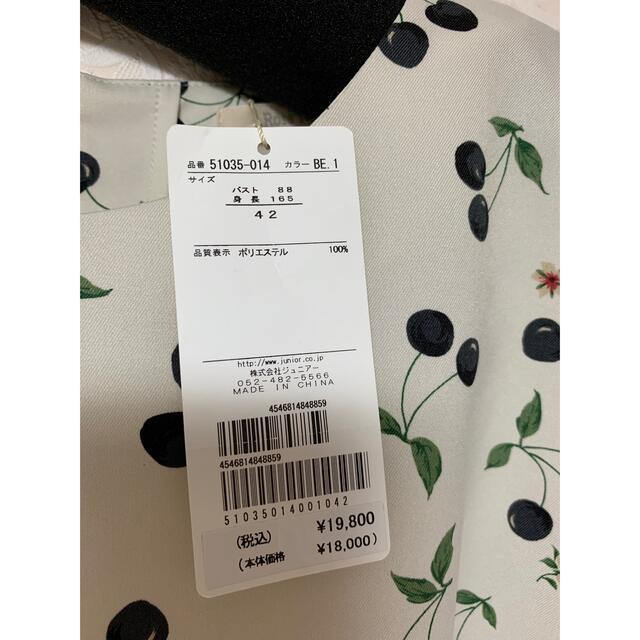 品番 51035-014 カラー BE.1
サイズ
バスト 88
身長 165
42
品質表示 ポリエステル 100%
http://www.junior.co.jp
株式会社ジュニアー
052-482-5566
MADE IN CHINA
4546814848859
4546814848859
51035014001042
(税込) ¥19,800
(本体価格 ¥18,000)